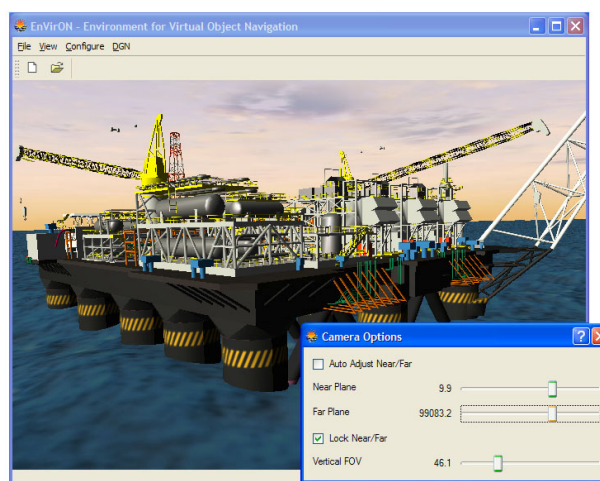 EnVirON - Environment for Virtual Object Navigation
File View Configure DGN
Camera Options
Auto Adjust Near/Far
Near Plane 9.9
Far Plane 99083.2
Lock Near/Far
Vertical FOV 46.1